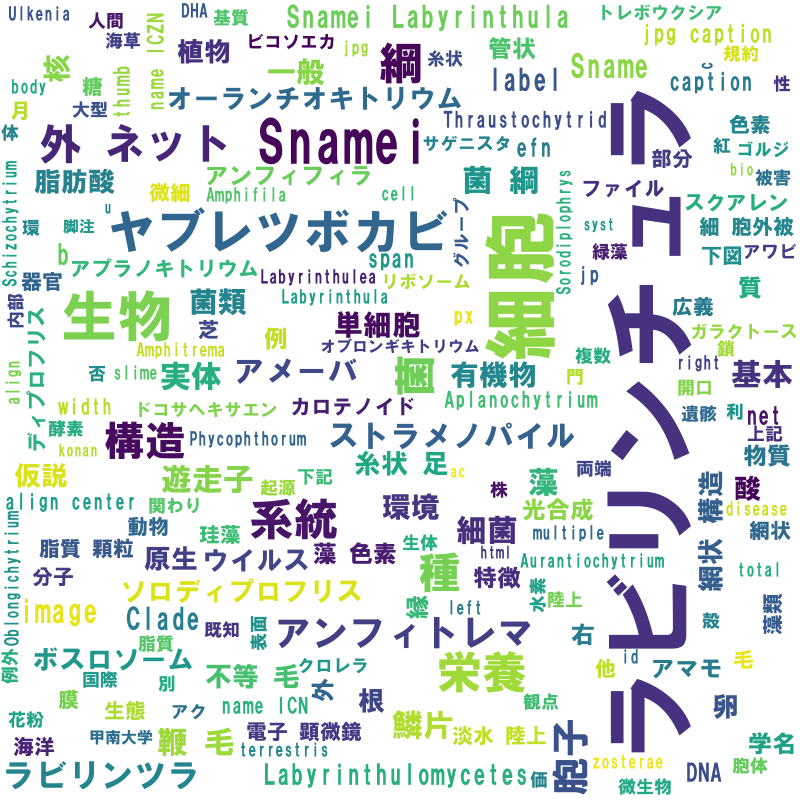 Ulkenia
人間
DHA
基質
Snamei Labyrinthula
トレボウクシア
海草
植物
ビコソエカ
jpg
綱
糸状
管状
jpg caption
規約
核
糖
thumb
name ICZN
一般
label
Sname
caption
c
性
body
月
大型
オーランチオキトリウム
Thraustochytrid
色素
体
外 ネット
Snamei
サゲニスタ
efn
部分
紅
ゴルジ
脂肪酸
微細
アンフィフィラ
Amphifila
cell
菌 綱
ファイル
bio
被害
スクアレン
Schizochytrium
環
脚注
u
ヤブレツボカビ
グループ
細胞
Sorodiplophrys
syst
緑藻
細 胞外被
下図
アワビ
b
アプラノキトリウム
span
jp
器官
Labyrinthulea
リボソーム
質
内部
生物
菌類
Labyrinthula
広義
芝
単細胞
px
ガラクトース
鎖
例
Amphitrema
オブロンギキトリウム
複数
ラビリンチュラ
align
ディプロフリス
否
slime
実体
アメーバ
菌
有機物
門
right
基本
開口
width
ドコサヘキサエン
カロテノイド
Aplanochytrium
遺骸
利
net
酵素
konan
構造
Phycophthorum
ストラメノパイル
上記
仮説
遊走子
起源
下記
糸状 足
ac
藻
両端
物質
align center
関わり
系統
環境
株
光合成
網状 構造
酸
disease
動物
珪藻
生体
細菌
multiple
網状
Oblongichytrium
脂質 顆粒
原生
ウイルス
藻 色素
html
Aurantiochytrium
分子
種
特徴
total
ソロディプロフリス
水素
陸上
image
Clade
既知
表面
縁
left
殻
藻類
例外
脂質
アンフィトレマ
右
ボスロソーム
国際
別
不等 毛
クロレラ
栄養
他
id
アマモ
毛
膜
外
花粉
生態
アク
name ICN
根
観点
卵
海洋
甲南大学
鞭 毛
電子 顕微鏡
terrestris
鱗片
淡水 陸上
胞子
学名
zosterae
胞体
ラビリンツラ
Labyrinthulomycetes
価
微生物
DNA